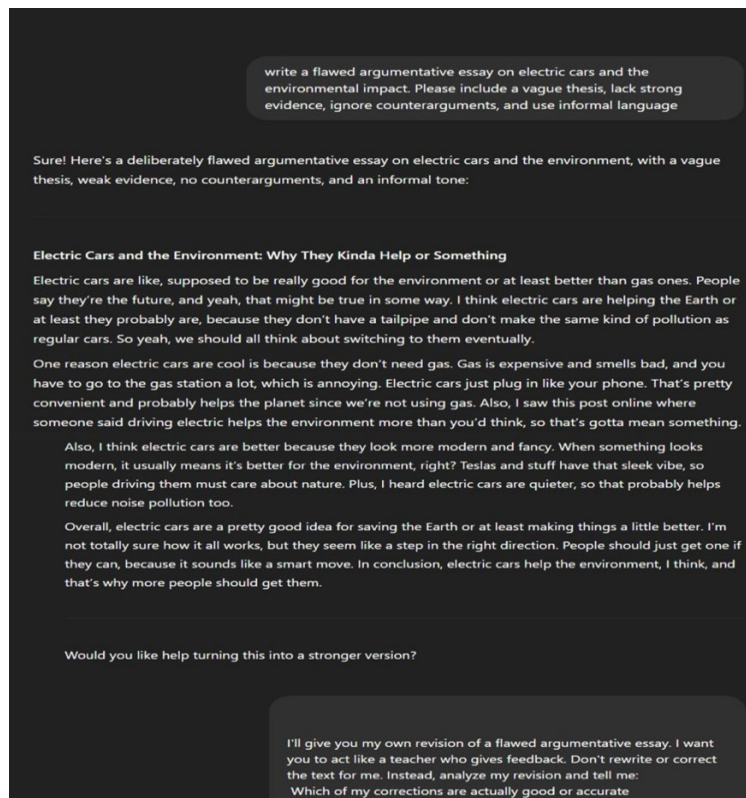 write a flawed argumentative essay on electric cars and the
environmental impact. Please include a vague thesis, lack strong
evidence, ignore counterarguments, and use informal language
Sure! Here's a deliberately flawed argumentative essay on electric cars and the environment, with a vague
thesis, weak evidence, no counterarguments, and an informal tone:
Electric Cars and the Environment: Why They Kinda Help or Something
Electric cars are like, supposed to be really good for the environment or at least better than gas ones. People
say they're the future, and yeah, that might be true in some way. I think electric cars are helping the Earth or
at least they probably are, because they don't have a tailpipe and don't make the same kind of pollution as
regular cars. So yeah, we should all think about switching to them eventually.
One reason electric cars are cool is because they don't need gas. Gas is expensive and smells bad, and you
have to go to the gas station a lot, which is annoying. Electric cars just plug in like your phone. That's pretty
convenient and probably helps the planet since we're not using gas. Also, I saw this post online where
someone said driving electric helps the environment more than you'd think, so that's gotta mean something.
Also, I think electric cars are better because they look more modern and fancy. When something looks
modern, it usually means it's better for the environment, right? Teslas and stuff have that sleek vibe, so
people driving them must care about nature. Plus, I heard electric cars are quieter, so that probably helps
reduce noise pollution too.
Overall, electric cars are a pretty good idea for saving the Earth or at least making things a little better. I'm
not totally sure how it all works, but they seem like a step in the right direction. People should just get one if
they can, because it sounds like a smart move. In conclusion, electric cars help the environment, I think, and
that's why more people should get them.
Would you like help turning this into a stronger version?
I'll give you my own revision of a flawed argumentative essay. I want
you to act like a teacher who gives feedback. Don't rewrite or correct
the text for me. Instead, analyze my revision and tell me:
Which of my corrections are actually good or accurate